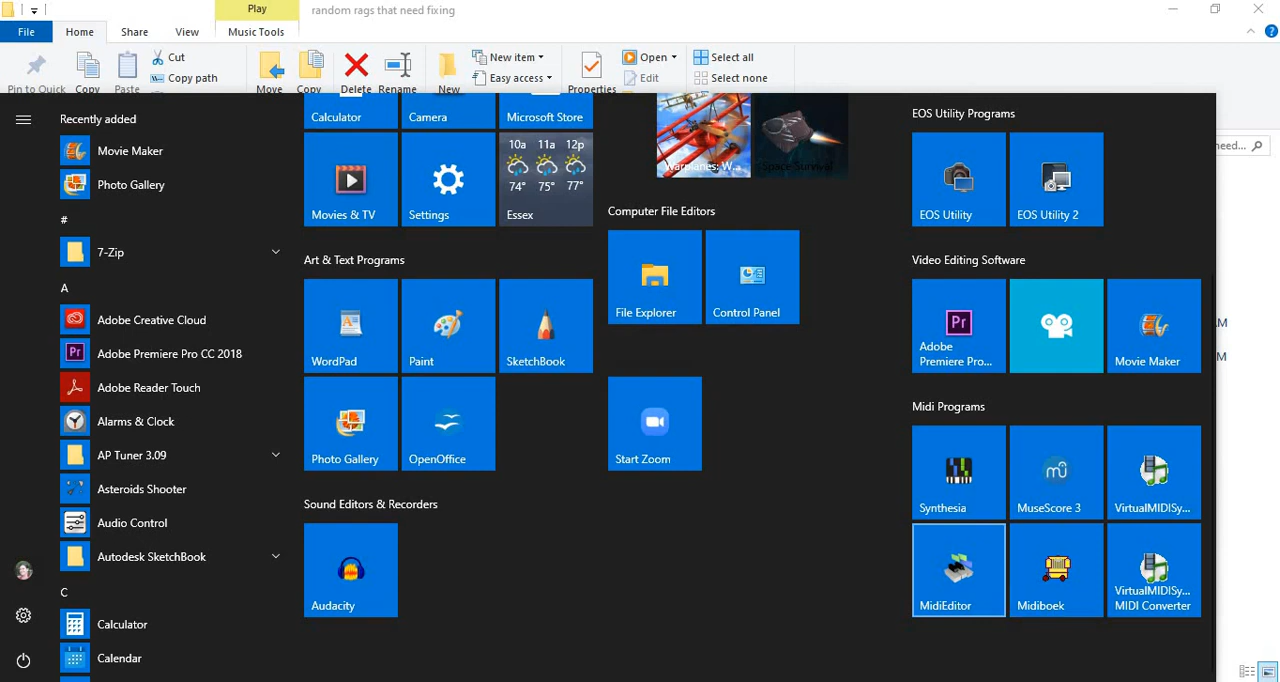 Play
random rags that need fixing
File
Home
Share
View
Music Tools
Pin to Quick
Copy
Paste
Cut
Copy path
Move
Copy
Delete
Rename
New
New item
Easy access
Properties
Open
Edit
Select all
Select none
need...
M
M
Recently added
Movie Maker
Photo Gallery
#
7-Zip
A
Adobe Creative Cloud
Adobe Premiere Pro CC 2018
Adobe Reader Touch
Alarms & Clock
AP Tuner 3.09
Asteroids Shooter
Audio Control
Autodesk SketchBook
C
Calculator
Calendar
Calculator
Camera
Microsoft Store
Movies & TV
Settings
10a 11a 12p
74° 75° 77°
Essex
Art & Text Programs
WordPad
Paint
SketchBook
Photo Gallery
OpenOffice
Sound Editors & Recorders
Audacity
Warplanes: W...
Space Survival
Computer File Editors
File Explorer
Control Panel
Start Zoom
EOS Utility Programs
EOS Utility
EOS Utility 2
Video Editing Software
Pr
Adobe
Premiere Pro...
Movie Maker
Midi Programs
Synthesia
MuseScore 3
VirtualMIDISy...
MidiEditor
Midiboek
VirtualMIDISy...
MIDI Converter